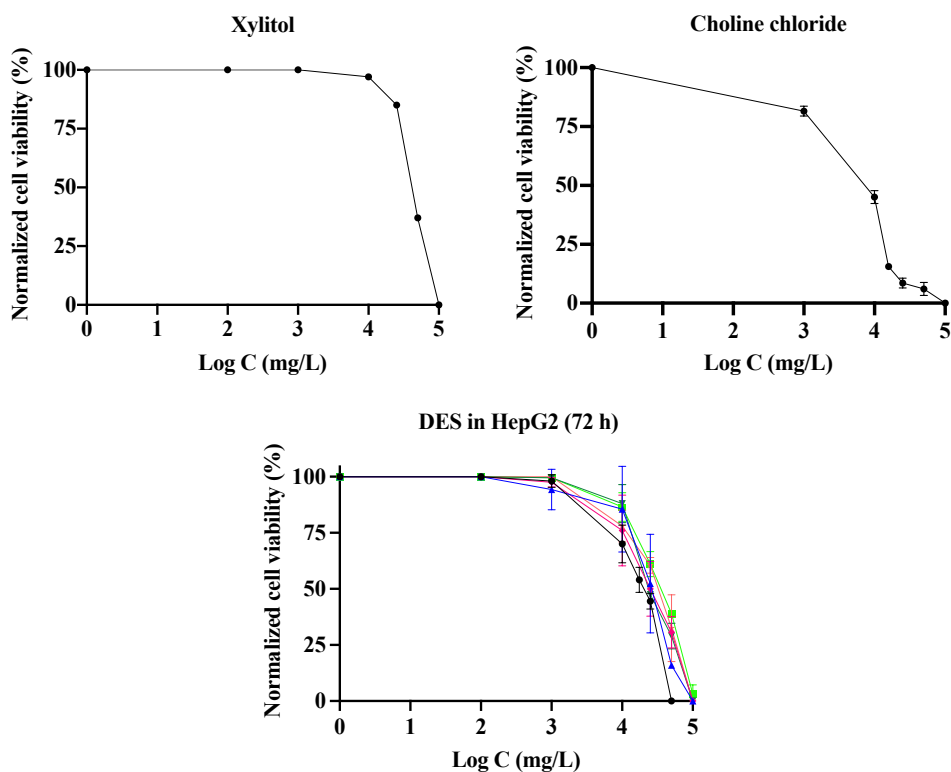 Xylitol
Normalized cell viability (%)
100
75
50
25
0
0 1 2 3 4 5
Log C (mg/L)
Choline chloride
Normalized cell viability (%)
100
75
50
25
0
0 1 2 3 4 5
Log C (mg/L)
DES in HepG2 (72 h)
Normalized cell viability (%)
100
75
50
25
0
0 1 2 3 4 5
Log C (mg/L)